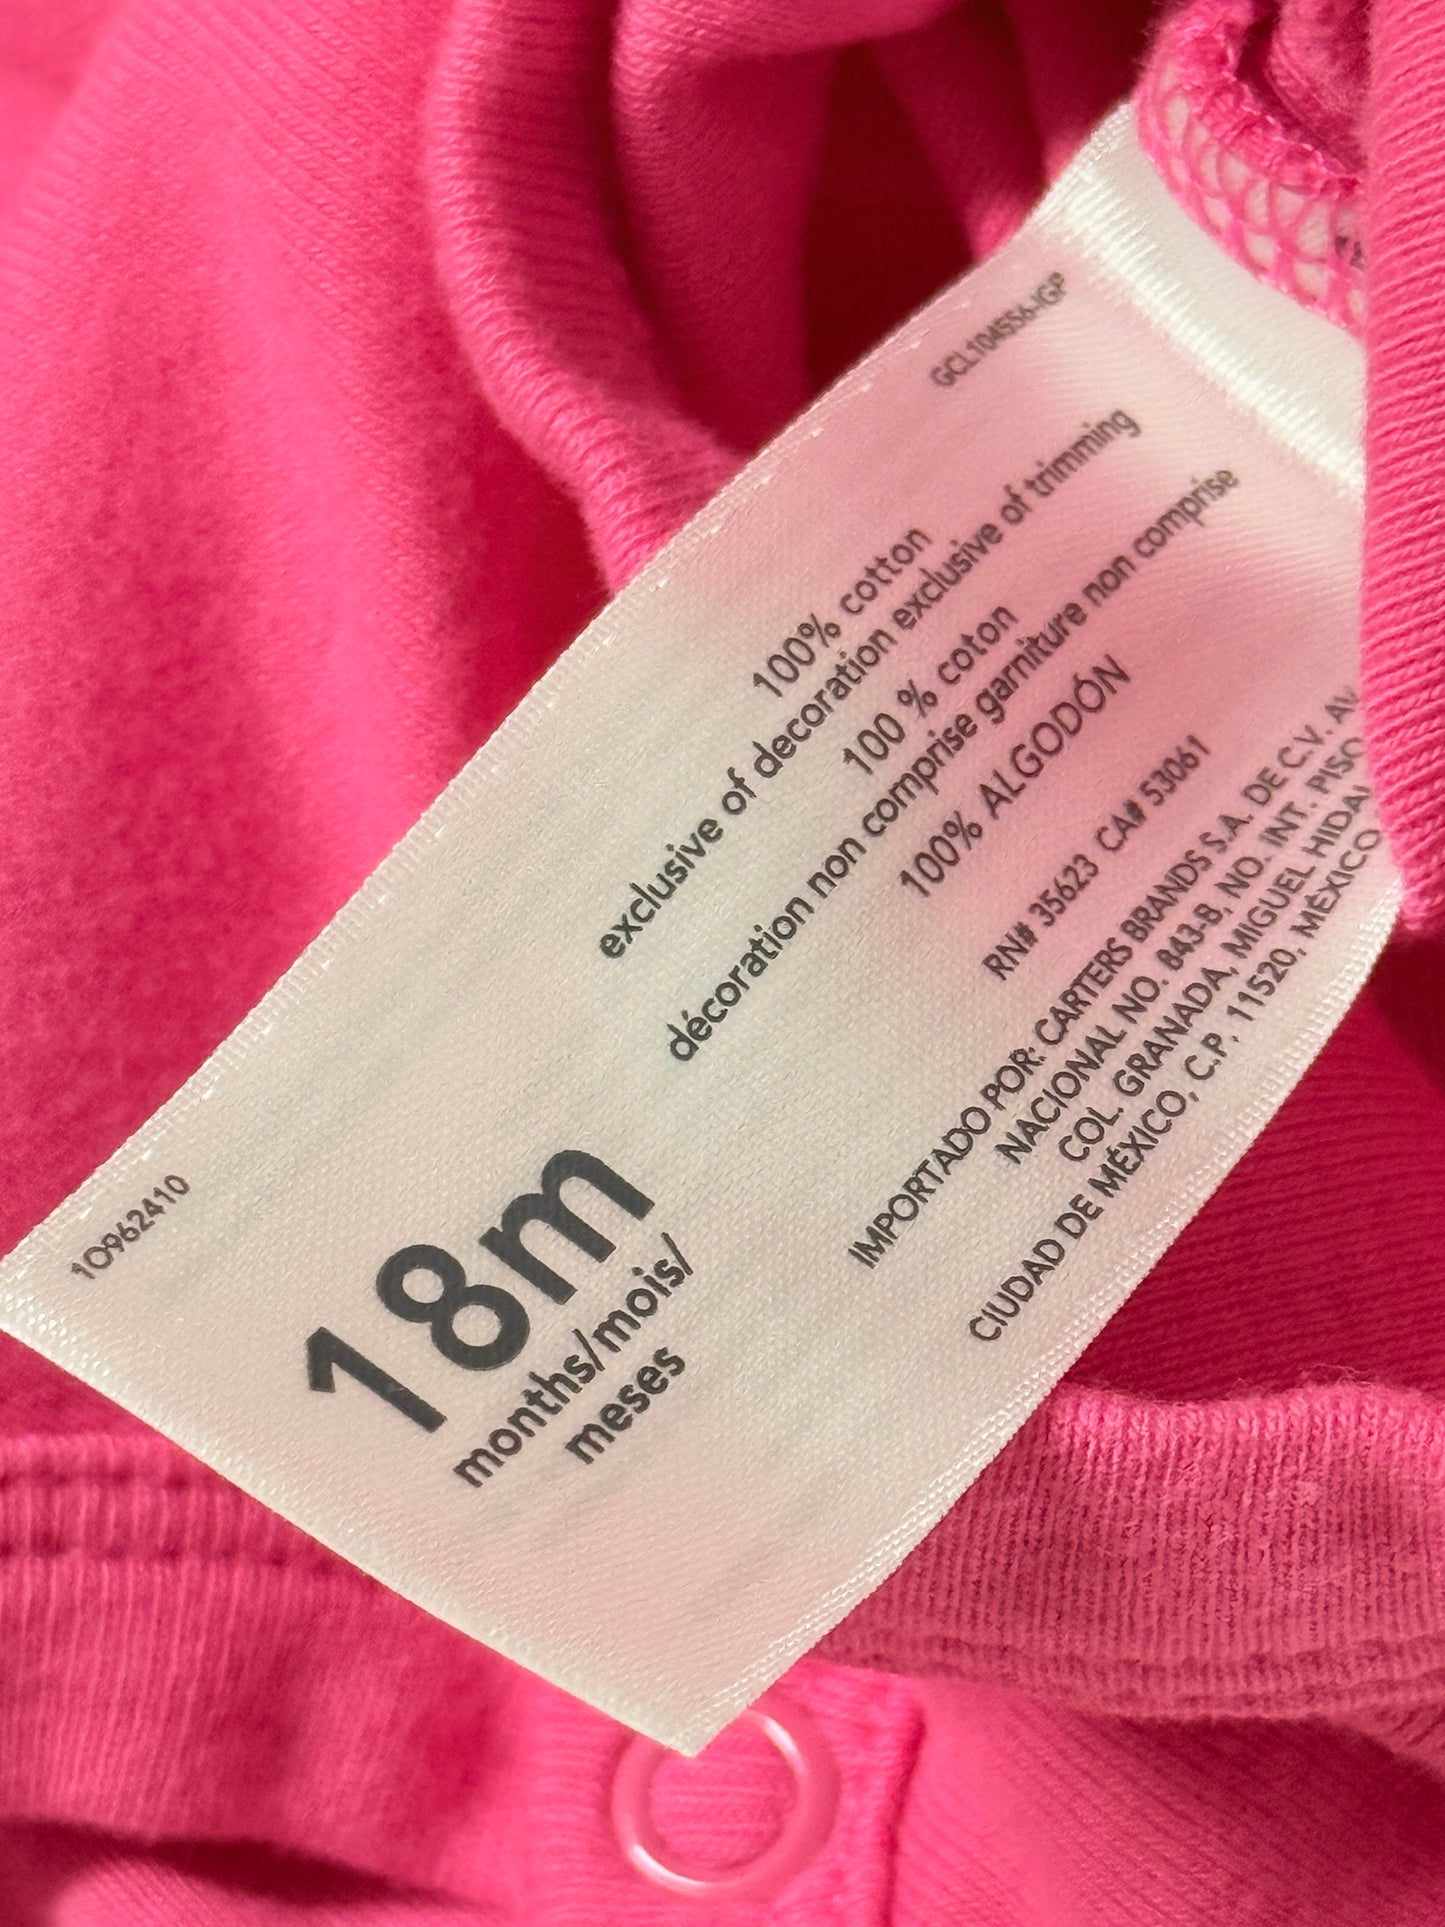 GCL104556-IGP
100% cotton
exclusive of decoration exclusive of trimming
100 % coton
décoration non comprise garniture non comprise
100% ALGODÓN
RN# 35623 CA# 53061
IMPORTADO POR: CARTERS BRANDS S.A. DE C.V. AV
NACIONAL NO. 843-B, NO. INT. PISO
COL. GRANADA, MIGUEL
CIUDAD DE MÉXICO, C.P. 11520, MÉXICO
10962410
18m
months/mois/
meses